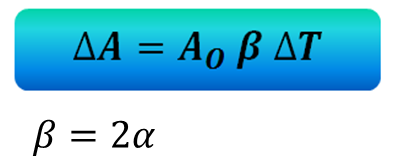 ΔA = A₀ β ΔT
β = 2α